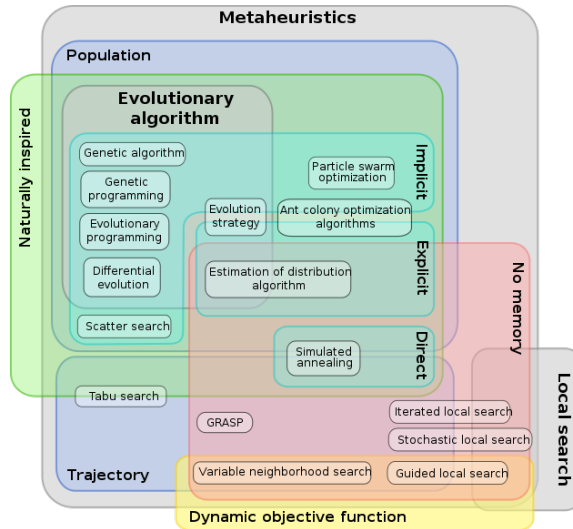 Metaheuristics
Population
Naturally inspired
Evolutionary
algorithm
Genetic algorithm
Implicit
Particle swarm
optimization
Genetic
programming
Evolution
strategy
Ant colony optimization
algorithms
Evolutionary
programming
Explicit
Differential
evolution
Estimation of distribution
algorithm
No memory
Scatter search
Direct
Simulated
annealing
Local search
Tabu search
Iterated local search
GRASP
Stochastic local search
Trajectory
Variable neighborhood search
Guided local search
Dynamic objective function